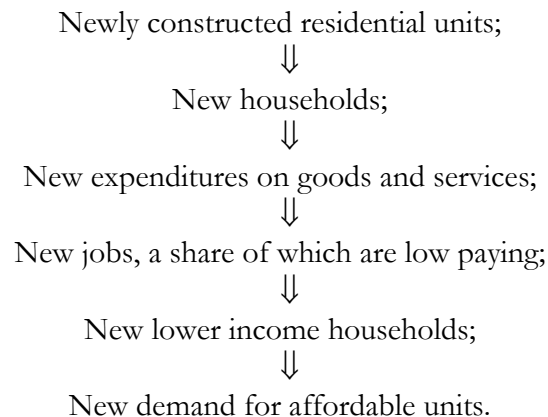 Newly constructed residential units;
⇓
New households;
⇓
New expenditures on goods and services;
⇓
New jobs, a share of which are low paying;
⇓
New lower income households;
⇓
New demand for affordable units.